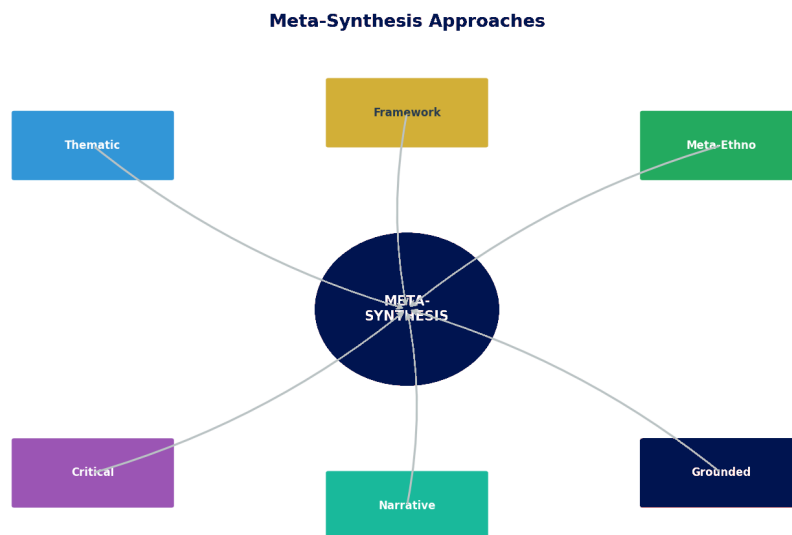 Meta-Synthesis Approaches
Framework
Thematic
Meta-Ethno
META-
SYNTHESIS
Critical
Grounded
Narrative